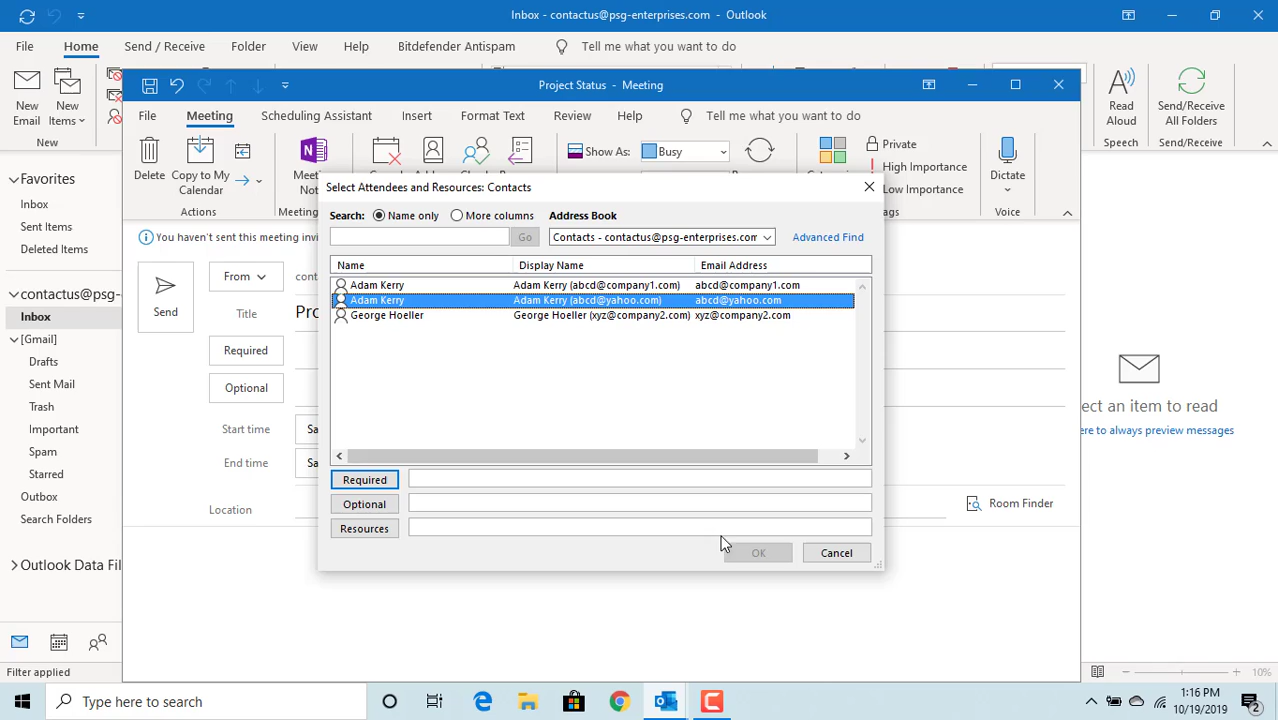 Inbox - contactus@psg-enterprises.com - Outlook
File Home Send / Receive Folder View Help Bitdefender Antispam Tell me what you want to do
New Email
New Items
New
Read Aloud
Speech
Send/Receive All Folders
Send/Receive
Project Status - Meeting
File Meeting Scheduling Assistant Insert Format Text Review Help Tell me what you want to do
Delete
Copy to My Calendar
Actions
Show As: Busy
Private
High Importance
Dictate
Voice
Select Attendees and Resources: Contacts
Search: Name only More columns Address Book
Go Contacts - contactus@psg-enterprises.com Advanced Find
Name Display Name Email Address
Adam Kerry Adam Kerry (abcd@company1.com) abcd@company1.com
Adam Kerry Adam Kerry (abcd@yahoo.com) abcd@yahoo.com
George Hoeller George Hoeller (xyz@company2.com) xyz@company2.com
Required
Optional
Resources
OK Cancel
You haven't sent this meeting
Send
From
Title
Required
Optional
Start time
End time
Location
Room Finder
Favorites
Inbox
Sent Items
Deleted Items
contactus@psg-
Inbox
[Gmail]
Drafts
Sent Mail
Trash
Important
Spam
Starred
Outbox
Search Folders
Outlook Data Fil
an item to read
to always preview messages
Filter applied
10%
Type here to search
1:16 PM
10/19/2019
2